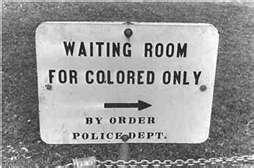 WAITING ROOM
FOR COLORED ONLY
BY ORDER
POLICE DEPT.